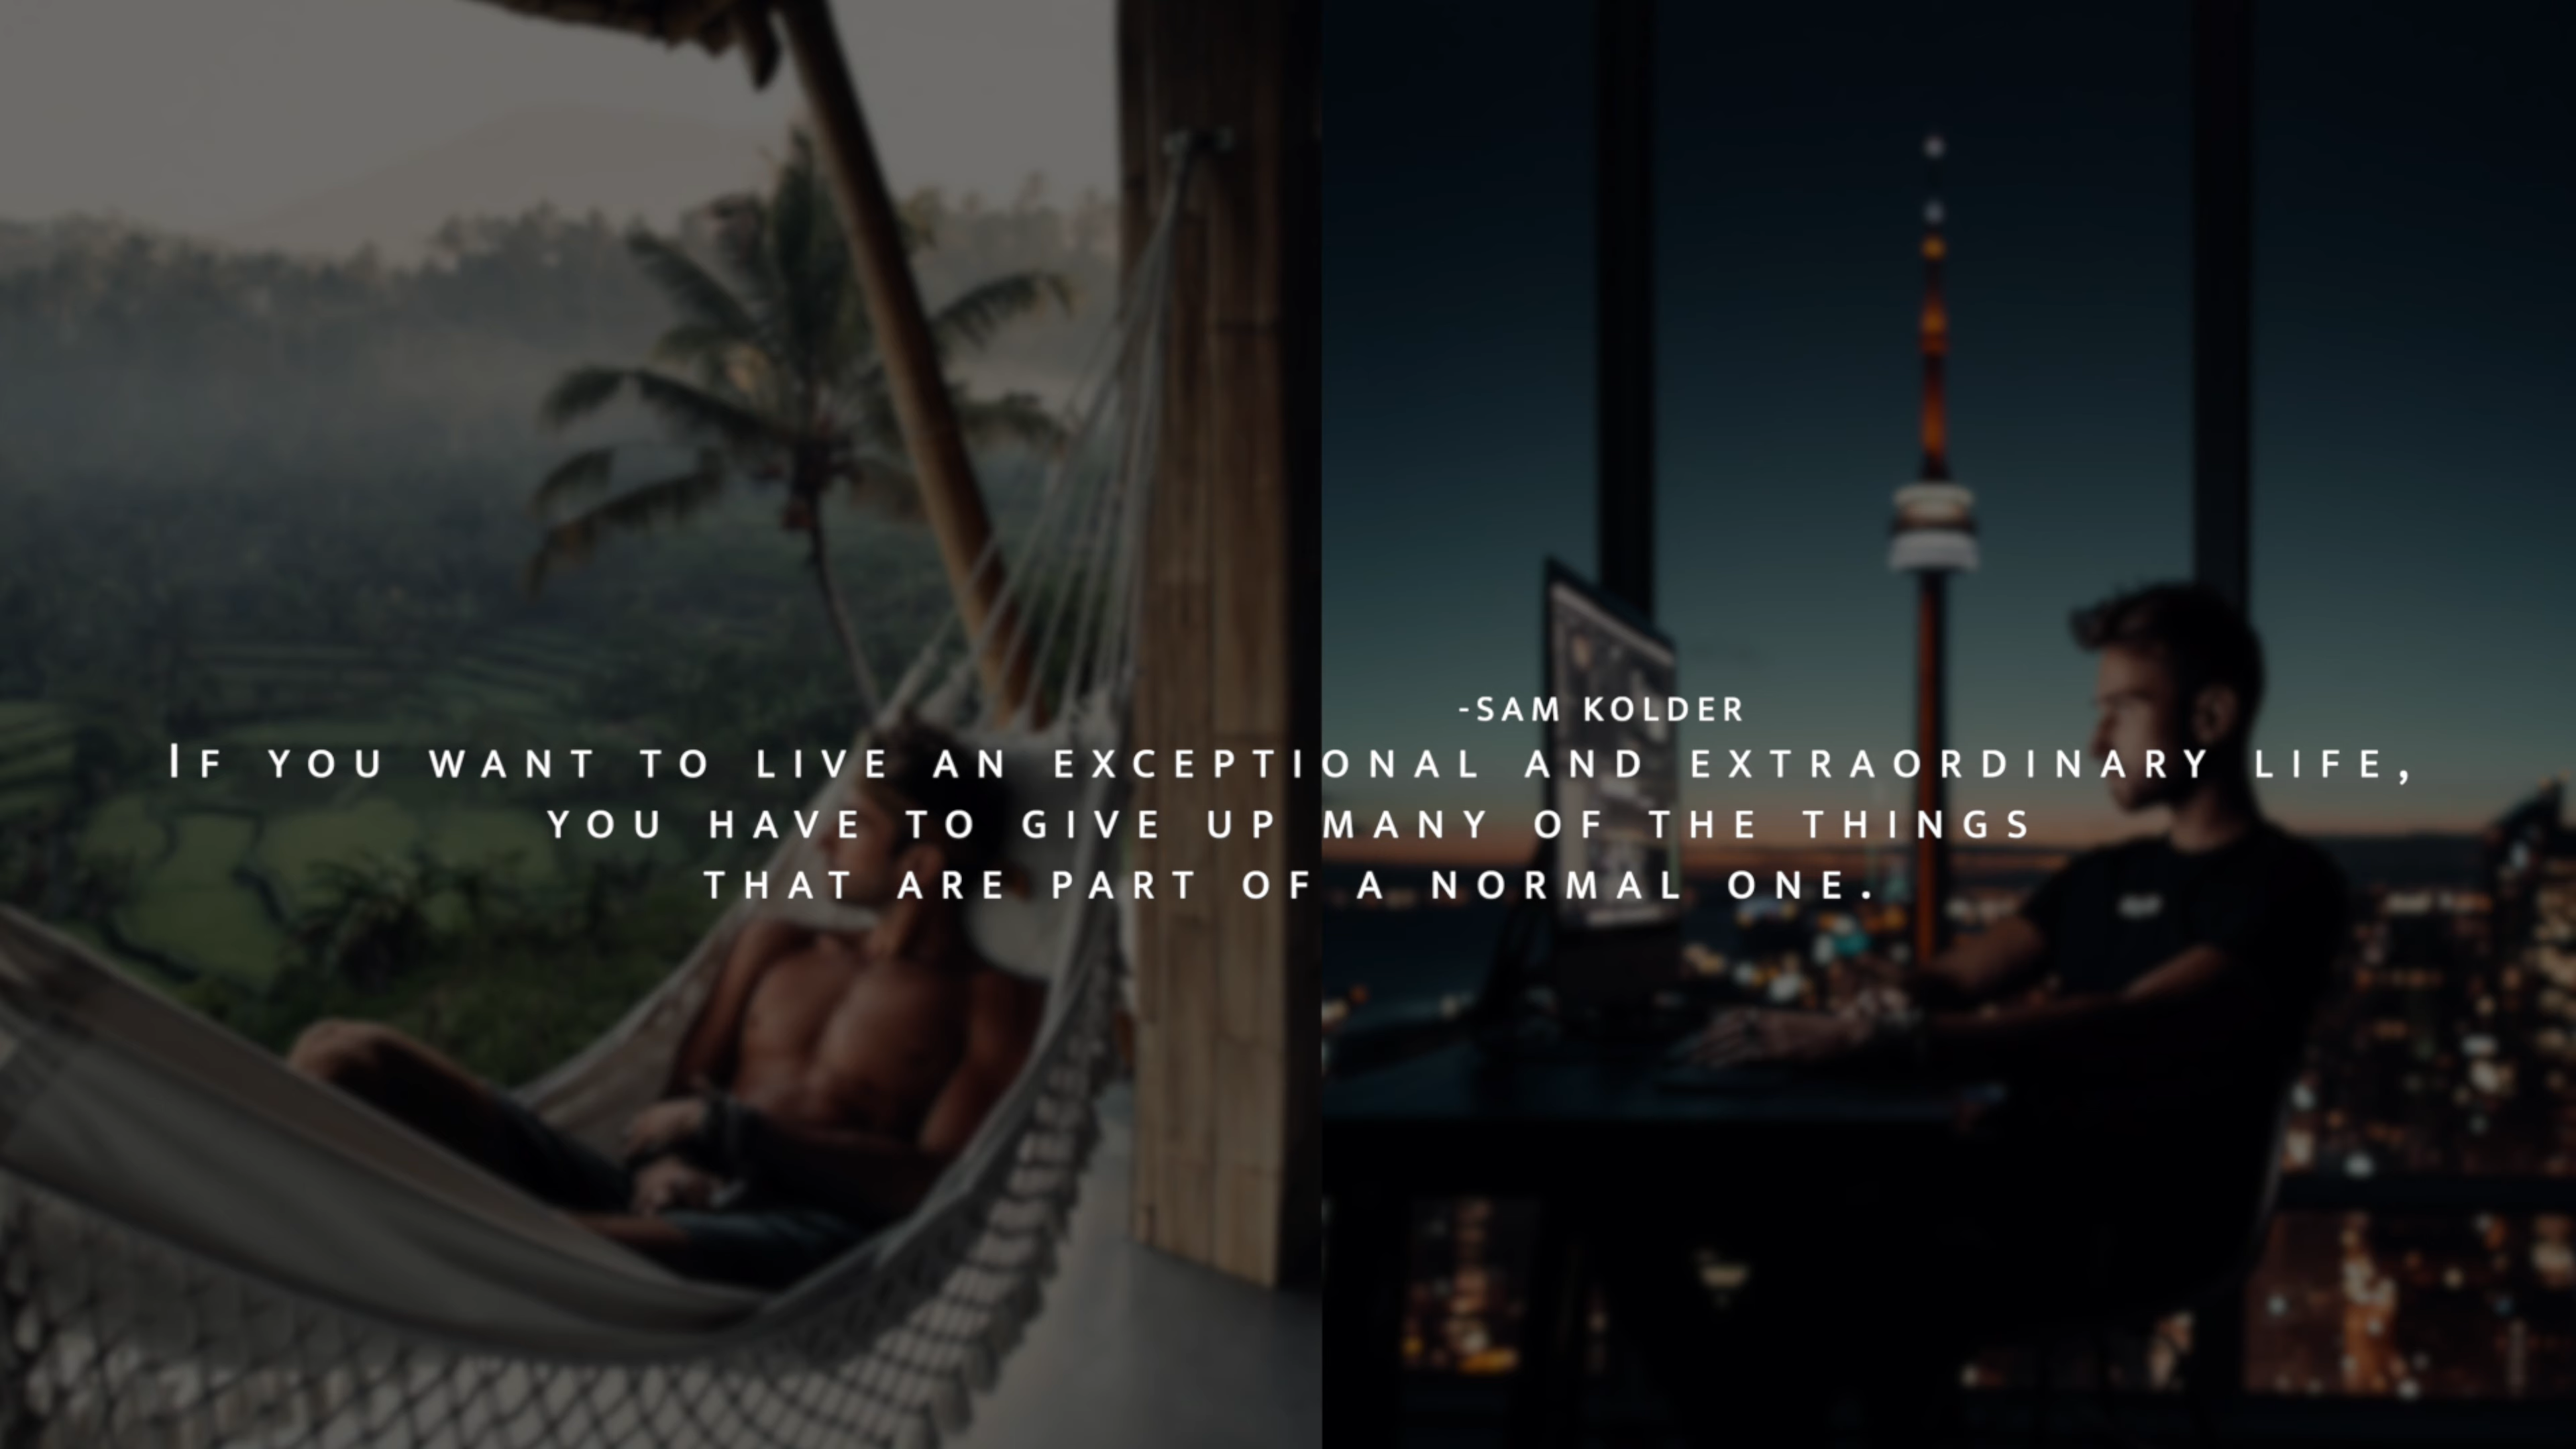 -SAM KOLDER
IF YOU WANT TO LIVE AN EXCEPTIONAL AND EXTRAORDINARY LIFE,
YOU HAVE TO GIVE UP MANY OF THE THINGS
THAT ARE PART OF A NORMAL ONE.